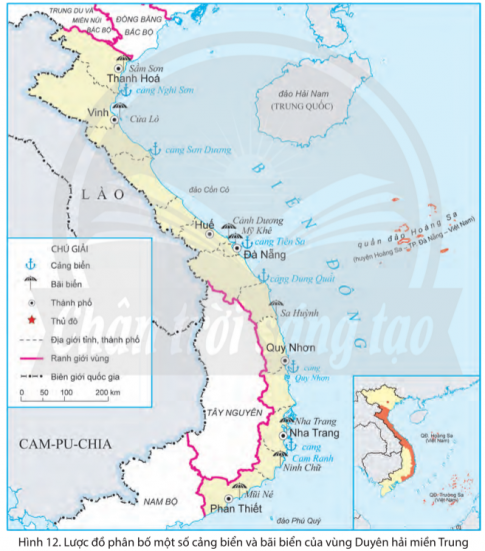 TRUNG DU VÀ
MIỀN NÚI
BẮC BỘ
ĐỒNG BẰNG
BẮC BỘ
Sầm Sơn
Thanh Hoá
cảng Nghi Sơn
Vinh
Cửa Lò
đảo Hải Nam
(TRUNG QUỐC)
cảng Sơn Dương
BIỂN ĐÔNG
LÀO
đảo Cồn Cỏ
Huế
Cảnh Dương
Mỹ Khê
cảng Tiên Sa
Đà Nẵng
quần đảo Hoàng Sa
(huyện Hoàng Sa - TP. Đà Nẵng - Việt Nam)
cảng Dung Quất
Sa Huỳnh
Chân trời sáng tạo
CHÚ GIẢI
Cảng biển
Bãi biển
Thành phố
Thủ đô
Địa giới tỉnh, thành phố
Ranh giới vùng
Biên giới quốc gia
0 50 100 200 km
Quy Nhơn
cảng
Quy Nhơn
TÂY NGUYÊN
CAM-PU-CHIA
Nha Trang
Nha Trang
cảng
Cam Ranh
Ninh Chữ
NAM BỘ
Mũi Né
Phan Thiết
đảo Phú Quý
QĐ. Hoàng Sa
(Việt Nam)
QĐ. Trường Sa
(Việt Nam)
Hình 12. Lược đồ phân bố một số cảng biển và bãi biển của vùng Duyên hải miền Trung